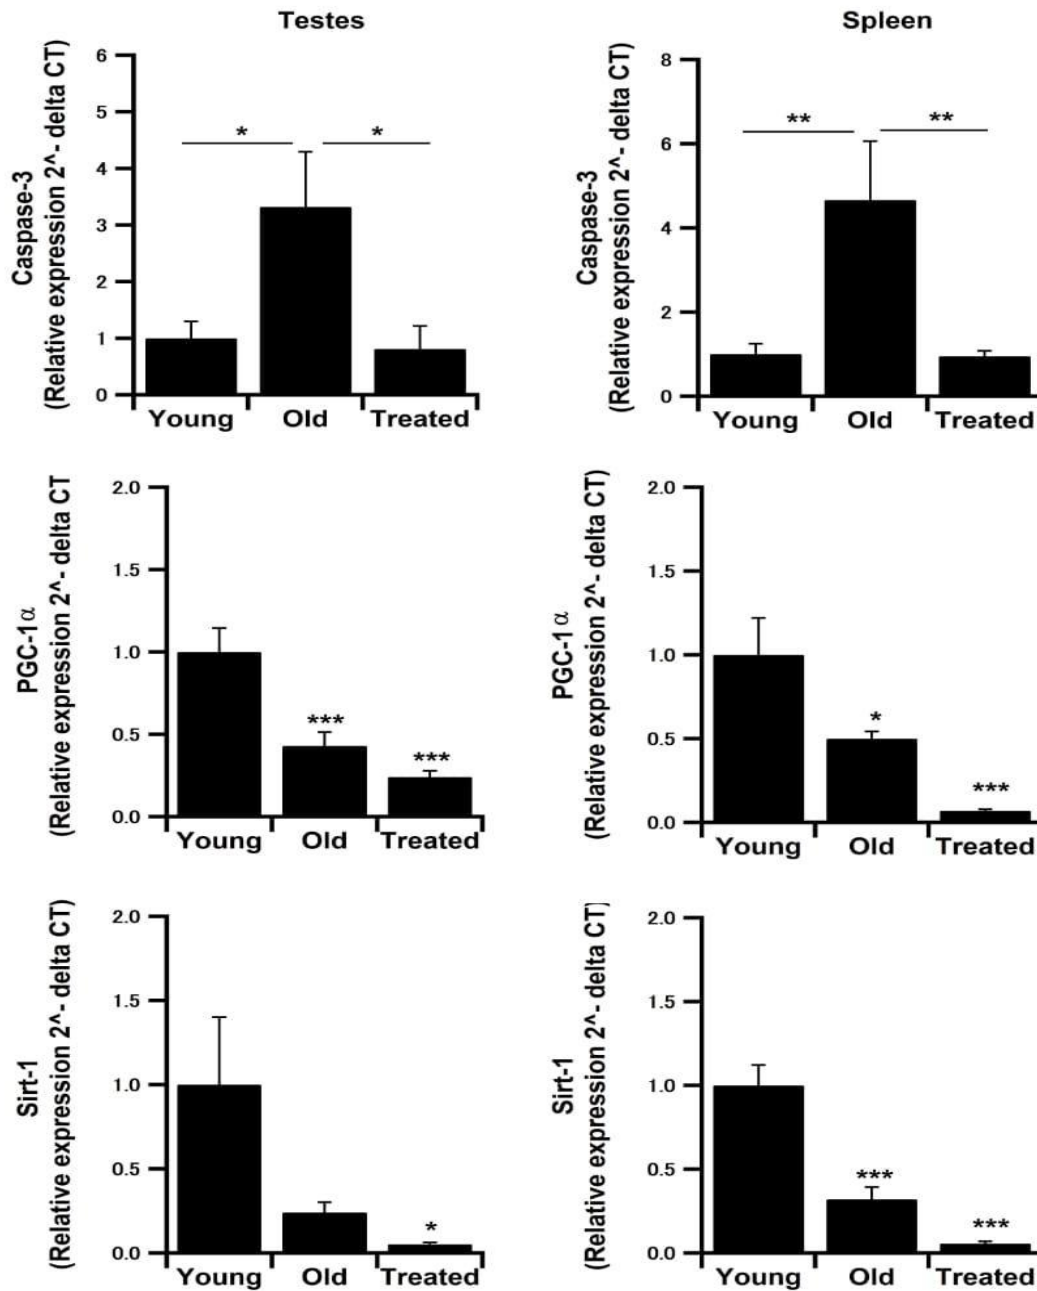 Testes
Caspase-3
(Relative expression 2^- delta CT)
6
5
4
3
2
1
0
*
*
Young Old Treated
Spleen
Caspase-3
(Relative expression 2^- delta CT)
8
6
4
2
0
**
**
Young Old Treated
PGC-1α
(Relative expression 2^- delta CT
2.0
1.5
1.0
0.5
0.0
***
***
Young Old Treated
PGC-1α
(Relative expression 2^- delta CT)
2.0
1.5
1.0
0.5
0.0
*
***
Young Old Treated
Sirt-1
(Relative expression 2^- delta CT)
2.0
1.5
1.0
0.5
0.0
*
Young Old Treated
Sirt-1
(Relative expression 2^- delta CT)
2.0
1.5
1.0
0.5
0.0
***
***
Young Old Treated